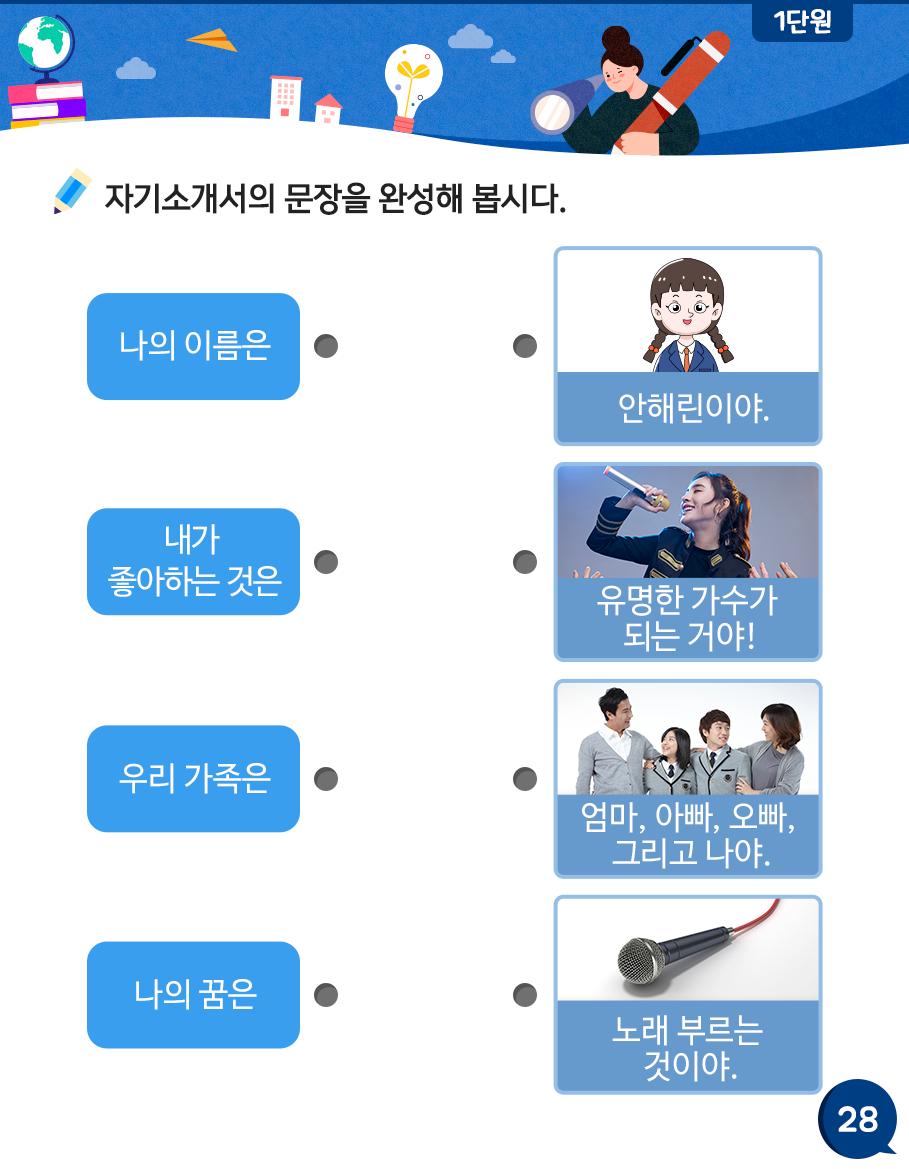 1단원
자기소개서의 문장을 완성해 봅시다.
나의 이름은
안해린이야.
내가
좋아하는 것은
유명한 가수가
되는 거야!
우리 가족은
엄마, 아빠, 오빠,
그리고 나야.
나의 꿈은
노래 부르는
것이야.
28